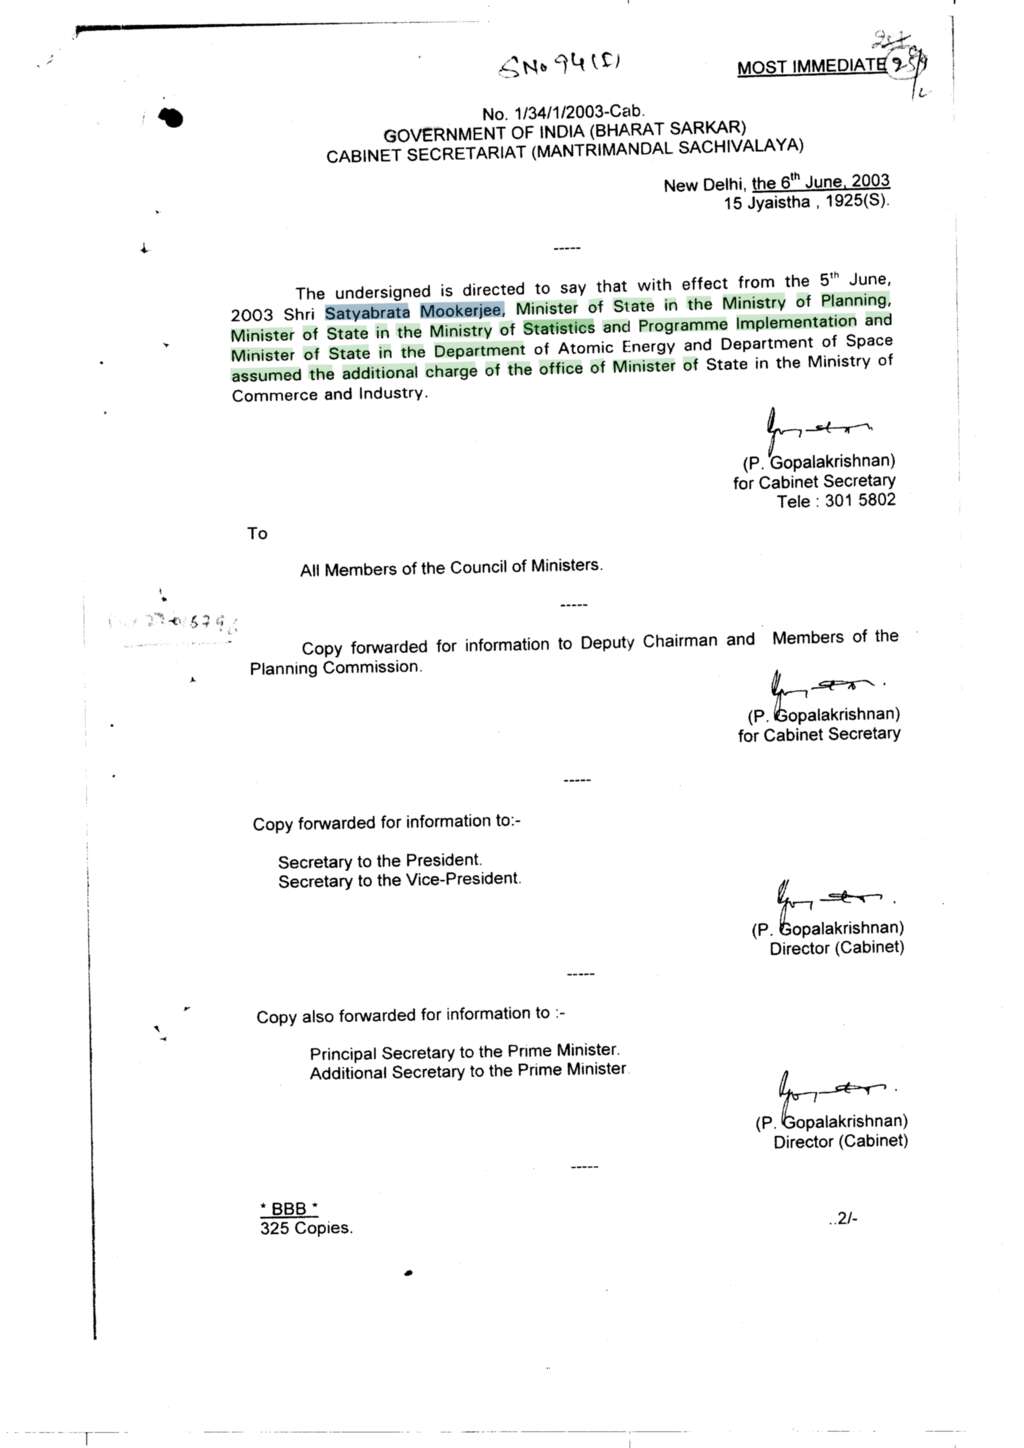 SNo 94(S)
MOST IMMEDIATE
No. 1/34/1/2003-Cab.
GOVERNMENT OF INDIA (BHARAT SARKAR)
CABINET SECRETARIAT (MANTRIMANDAL SACHIVALAYA)
New Delhi, the 6th June, 2003
15 Jyaistha , 1925(S).
-----
The undersigned is directed to say that with effect from the 5th June,
2003 Shri Satyabrata Mookerjee, Minister of State in the Ministry of Planning,
Minister of State in the Ministry of Statistics and Programme Implementation and
Minister of State in the Department of Atomic Energy and Department of Space
assumed the additional charge of the office of Minister of State in the Ministry of
Commerce and Industry.
(P. Gopalakrishnan)
for Cabinet Secretary
Tele : 301 5802
To
All Members of the Council of Ministers.
-----
Copy forwarded for information to Deputy Chairman and Members of the
Planning Commission.
(P. Gopalakrishnan)
for Cabinet Secretary
-----
Copy forwarded for information to:-
Secretary to the President.
Secretary to the Vice-President.
(P. Gopalakrishnan)
Director (Cabinet)
-----
Copy also forwarded for information to :-
Principal Secretary to the Prime Minister.
Additional Secretary to the Prime Minister
(P. Gopalakrishnan)
Director (Cabinet)
-----
* BBB *
325 Copies.
..2/-